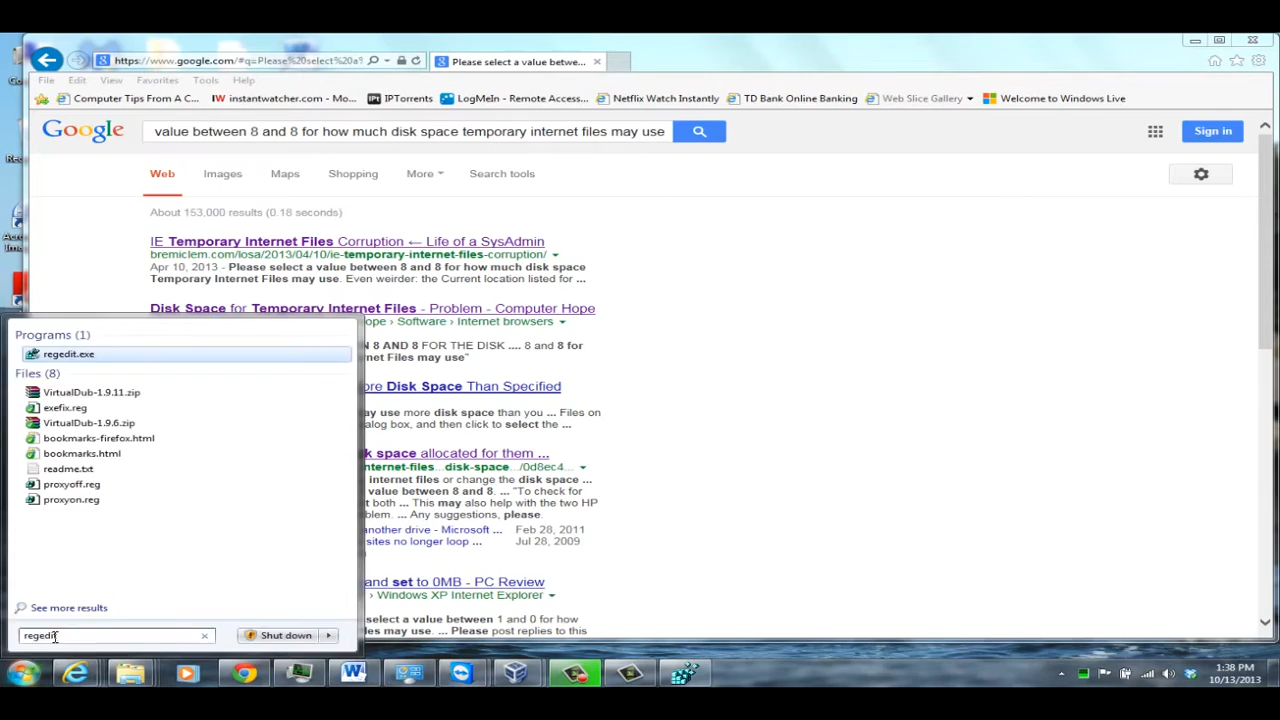 https://www.google.com/#q=Please%20select%20a9
Please select a value betwe...
File Edit View Favorites Tools Help
Computer Tips From A C... instantwatcher.com - Mo... IPTorrents LogMeIn - Remote Access... Netflix Watch Instantly TD Bank Online Banking Web Slice Gallery Welcome to Windows Live
Google value between 8 and 8 for how much disk space temporary internet files may use Sign in
Web Images Maps Shopping More Search tools
About 153,000 results (0.18 seconds)
IE Temporary Internet Files Corruption ← Life of a SysAdmin
bremiclem.com/losa/2013/04/10/ie-temporary-internet-files-corruption/
Apr 10, 2013 - Please select a value between 8 and 8 for how much disk space
Temporary Internet Files may use. Even weirder: the Current location listed for ...
Disk Space for Temporary Internet Files - Problem - Computer Hope
ope › Software › Internet browsers
8 AND 8 FOR THE DISK .... 8 and 8 for
net Files may use"
ore Disk Space Than Specified
may use more disk space than you ... Files on
alog box, and then click to select the ...
k space allocated for them ...
internet-files...disk-space.../0d8ec4...
internet files or change the disk ...
value between 8 and 8. ... "To check for
both ... This may also help with the two HP
oblem. ... Any suggestions, please.
another drive - Microsoft ... Feb 28, 2011
sites no longer loop ... Jul 28, 2009
and set to 0MB - PC Review
› Windows XP Internet Explorer
select a value between 1 and 0 for how
Files may use. ... Please post replies to this
Programs (1)
regedit.exe
Files (8)
VirtualDub-1.9.11.zip
exefix.reg
VirtualDub-1.9.6.zip
bookmarks-firefox.html
bookmarks.html
readme.txt
proxyoff.reg
proxyon.reg
See more results
regedit
Shut down
1:38 PM
10/13/2013